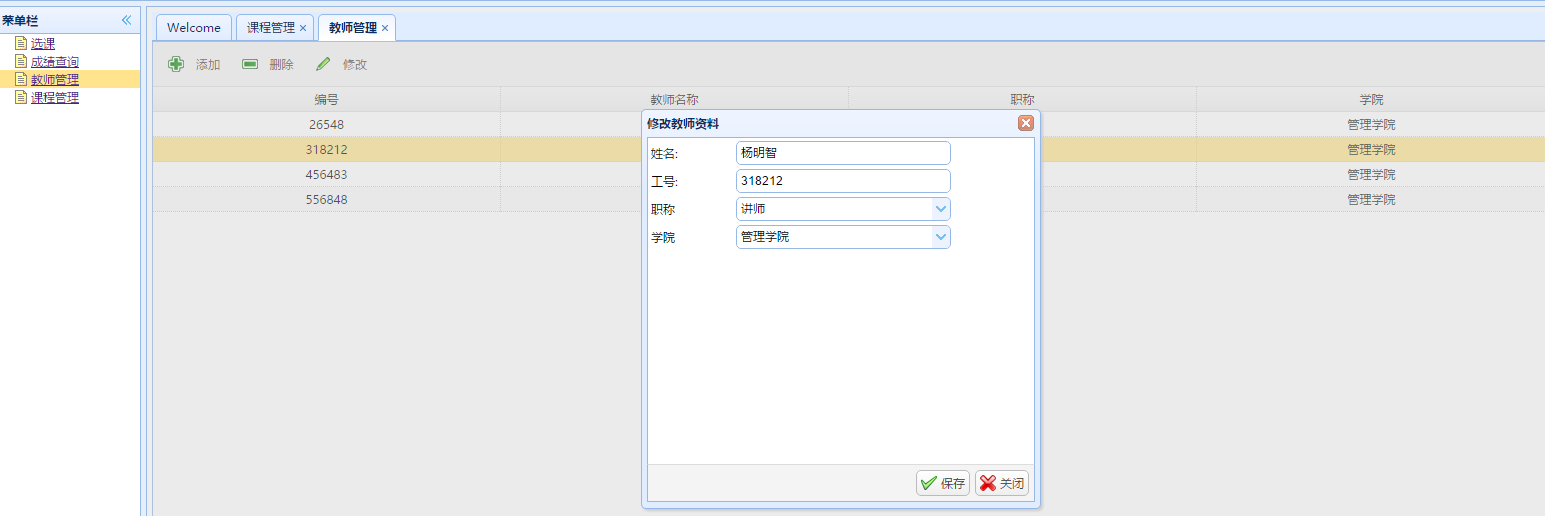 菜单栏
选课
成绩查询
教师管理
课程管理
Welcome 课程管理 教师管理
添加 删除 修改
编号 教师名称 职称 学院
26548 管理学院
318212 管理学院
456483 管理学院
556848 管理学院
修改教师资料
姓名: 杨明智
工号: 318212
职称 讲师
学院 管理学院
保存 关闭